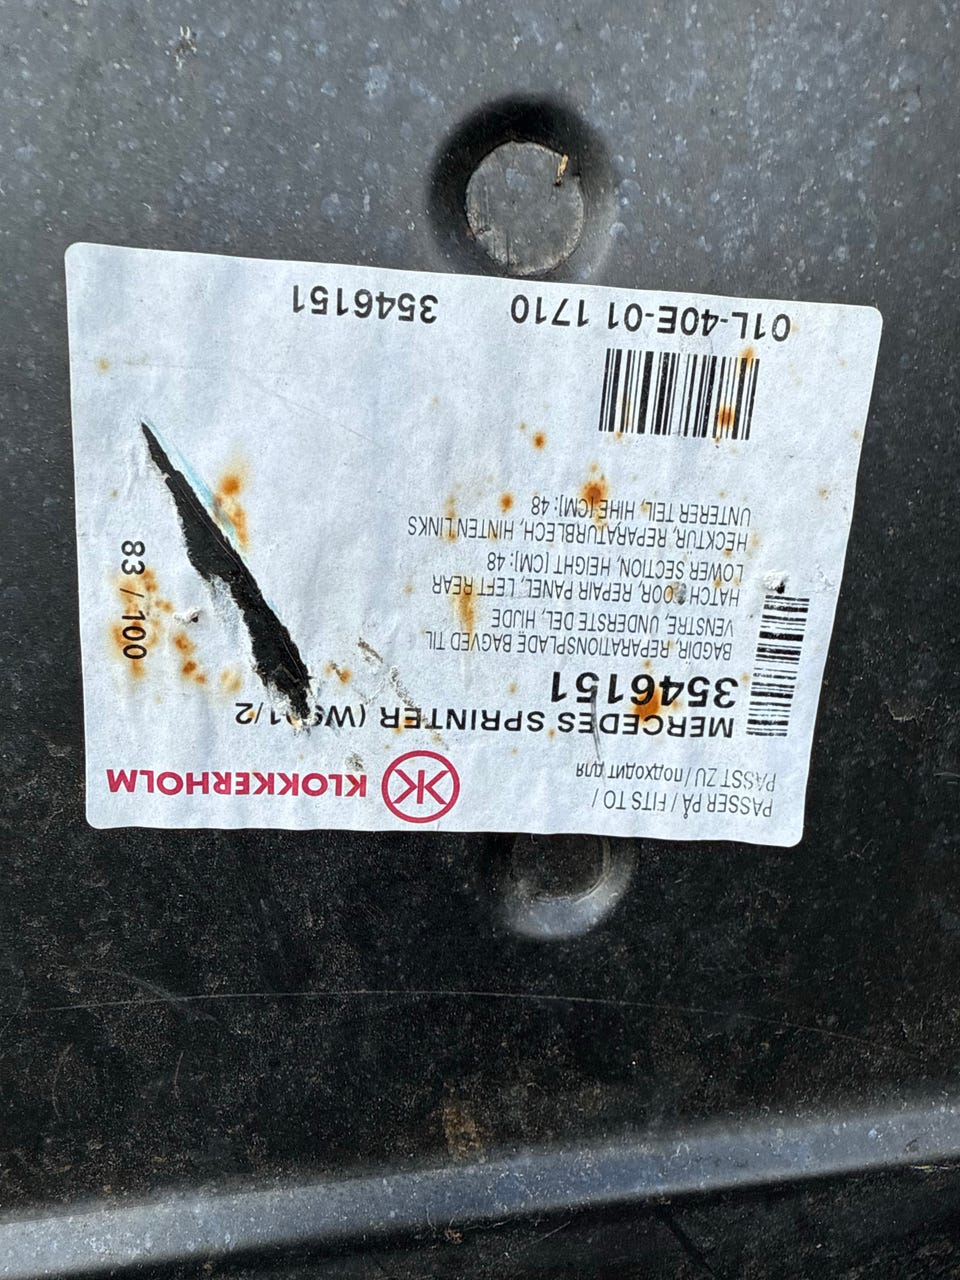 PASSER PÅ / FITS TO /
PASST ZU / подходит для
KLOKKERHOLM
MERCEDES SPRINTER
3546151
BAGDØR, REPARATIONSPLADE BAGVED TIL
VENSTRE, UNDERSTE DEL, HIJDE
HATCH DOOR, REPAIR PANEL, LEFT REAR
LOWER SECTION, HEIGHT [CM]: 48
HECKTÜR, REPARATURBLECH, HINTEN LINKS
UNTERER TEIL, HIHE [CM]: 48
83 / 100
01L-40E-01 1710 3546151